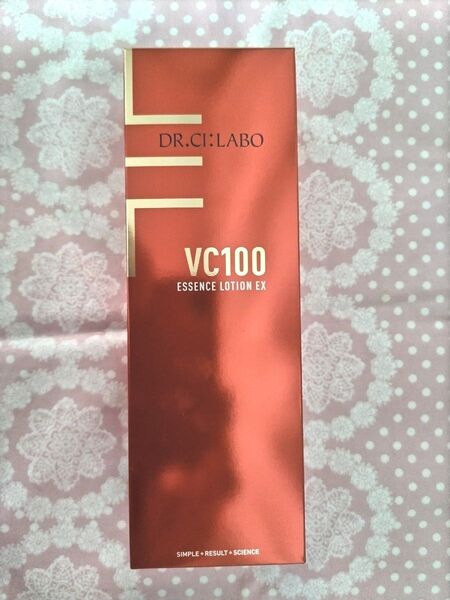 DR.CI:LABO
VC100
ESSENCE LOTION EX
SIMPLE + RESULT + SCIENCE